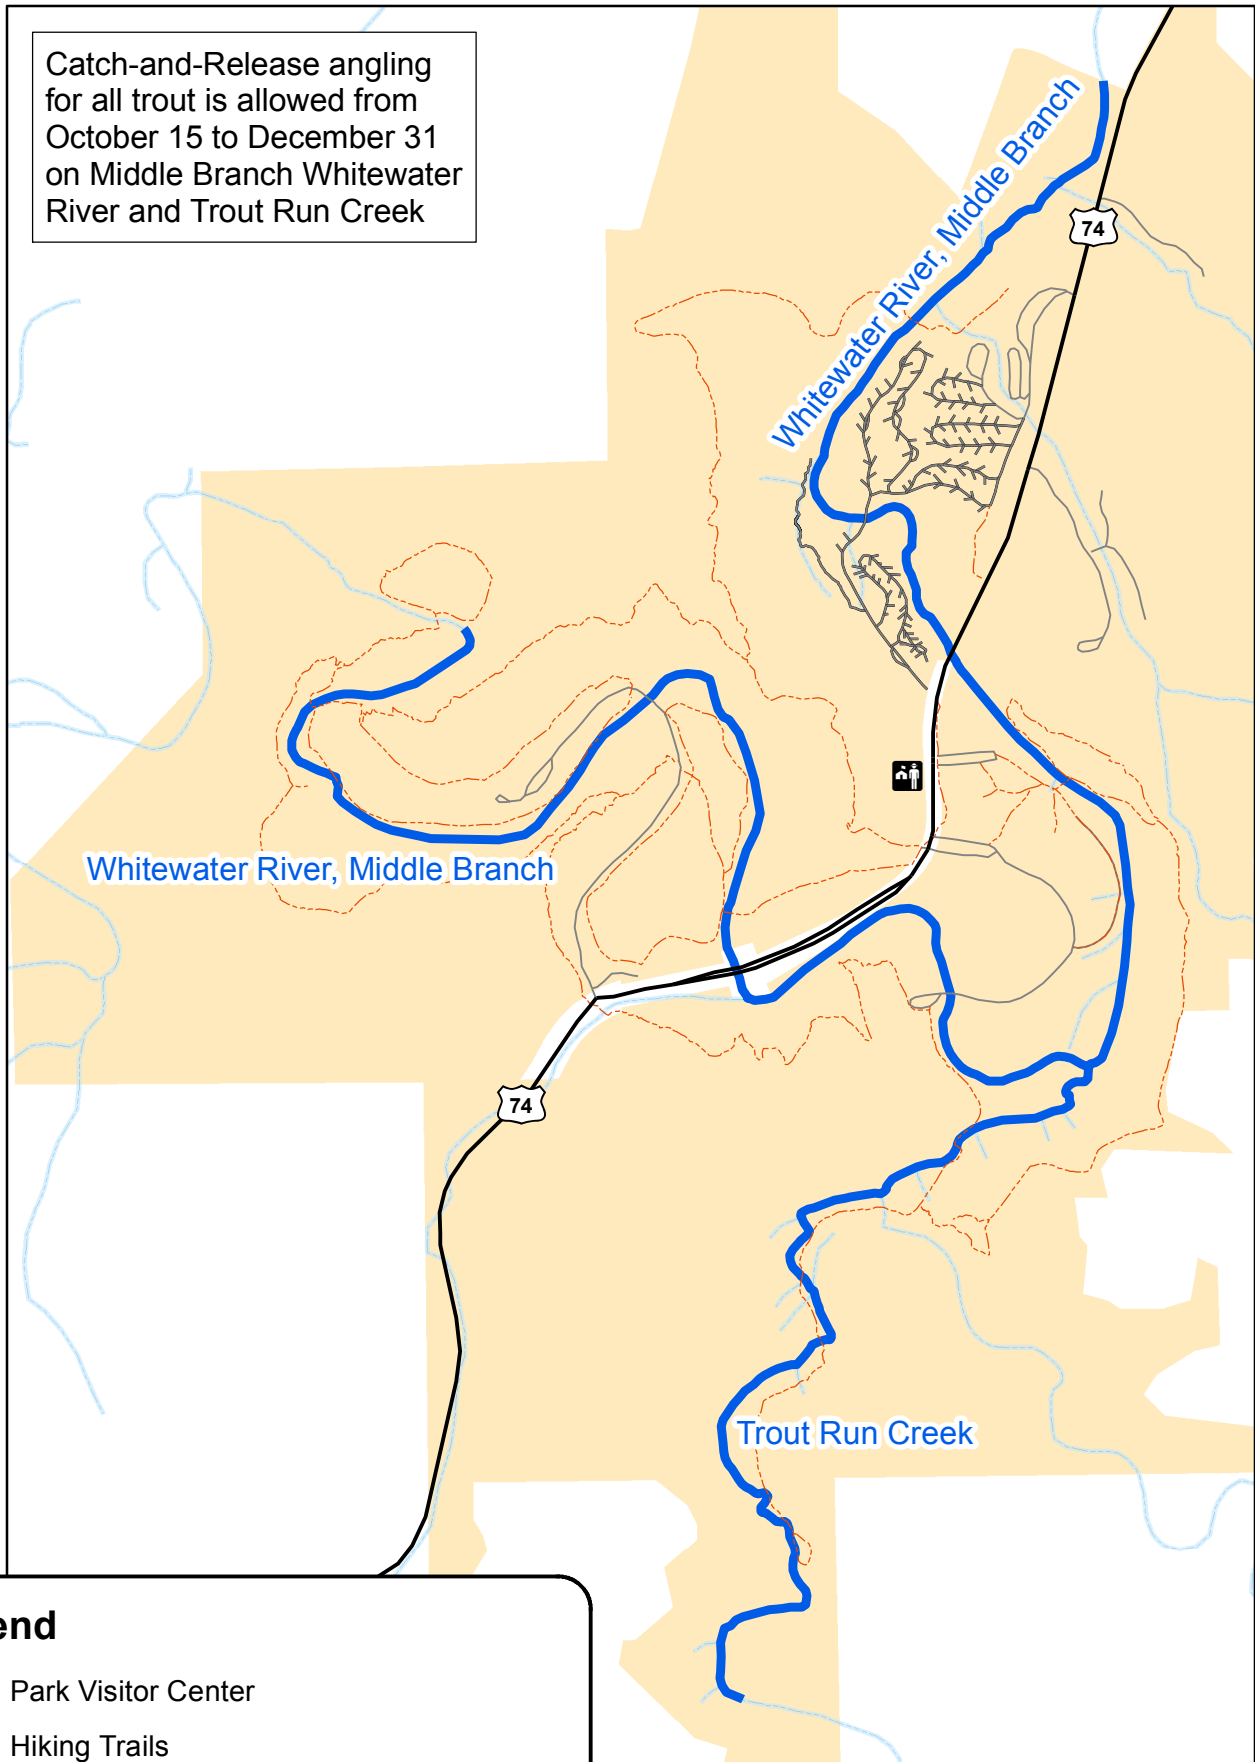 Catch-and-Release angling
for all trout is allowed from
October 15 to December 31
on Middle Branch Whitewater
River and Trout Run Creek
Whitewater River, Middle Branch
74
Whitewater River, Middle Branch
74
Trout Run Creek
end
Park Visitor Center
Hiking Trails